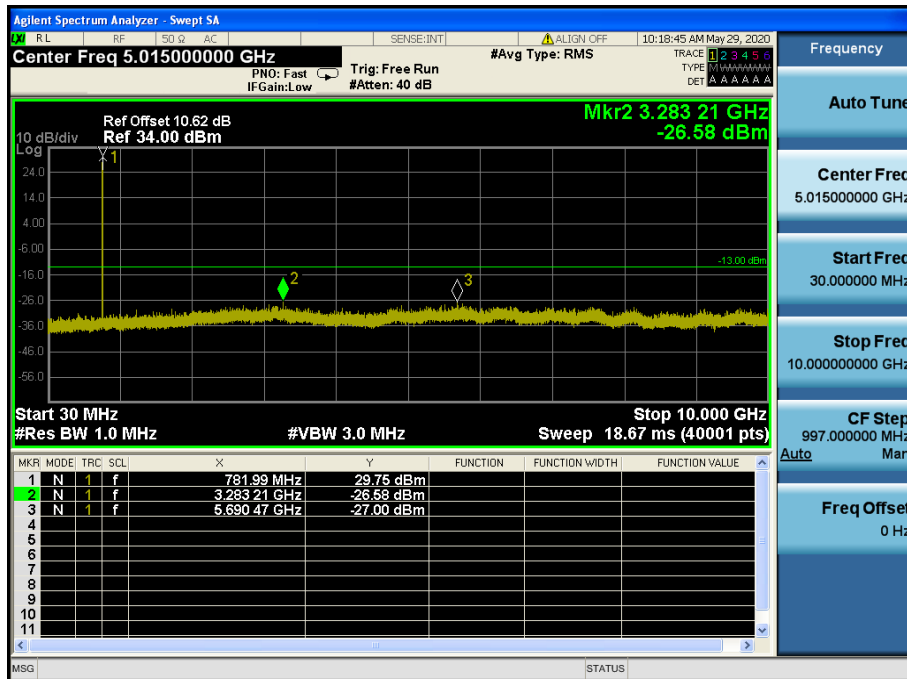 Agilent Spectrum Analyzer - Swept SA
LXI RL RF 50 Ω AC SENSE:INT ALIGN OFF 10:18:45 AM May 29, 2020
Center Freq 5.015000000 GHz #Avg Type: RMS TRACE 1 2 3 4 5 6
PNO: Fast Trig: Free Run TYPE M W W W W W
IFGain:Low #Atten: 40 dB DET A A A A A A
Mkr2 3.283 21 GHz
-26.58 dBm
Ref Offset 10.62 dB
10 dB/div Ref 34.00 dBm
Log
1
24.0
14.0
4.00
-6.00
-13.00 dBm
-16.0
2
3
-26.0
-36.0
-46.0
-56.0
Start 30 MHz Stop 10.000 GHz
#Res BW 1.0 MHz #VBW 3.0 MHz Sweep 18.67 ms (40001 pts)
MKR MODE TRC SCL X Y FUNCTION FUNCTION WIDTH FUNCTION VALUE
1 N 1 f 781.99 MHz 29.75 dBm
2 N 1 f 3.283 21 GHz -26.58 dBm
3 N 1 f 5.690 47 GHz -27.00 dBm
4
5
6
7
8
9
10
11
MSG STATUS
Frequency
Auto Tune
Center Freq
5.015000000 GHz
Start Freq
30.000000 MHz
Stop Freq
10.000000000 GHz
CF Step
997.000000 MHz
Auto Man
Freq Offset
0 Hz